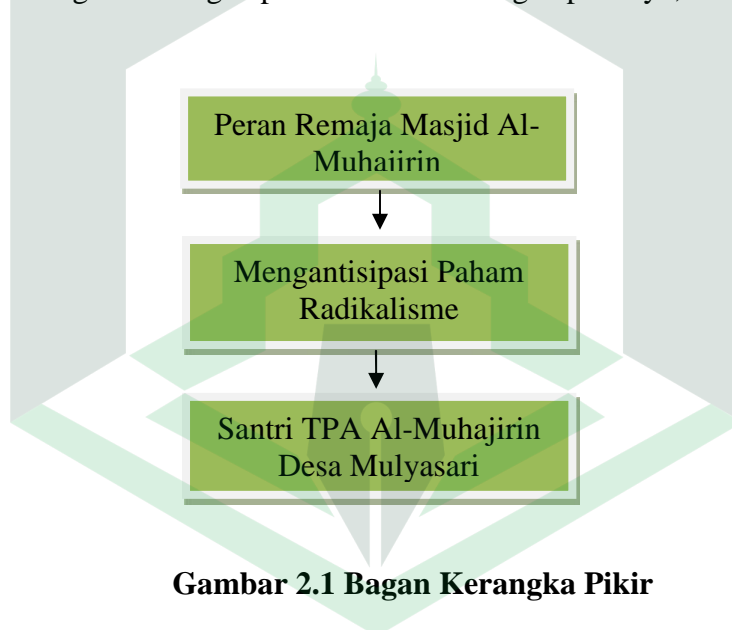 Peran Remaja Masjid Al-
Muhajirin
Mengantisipasi Paham
Radikalisme
Santri TPA Al-Muhajirin
Desa Mulyasari
Gambar 2.1 Bagan Kerangka Pikir